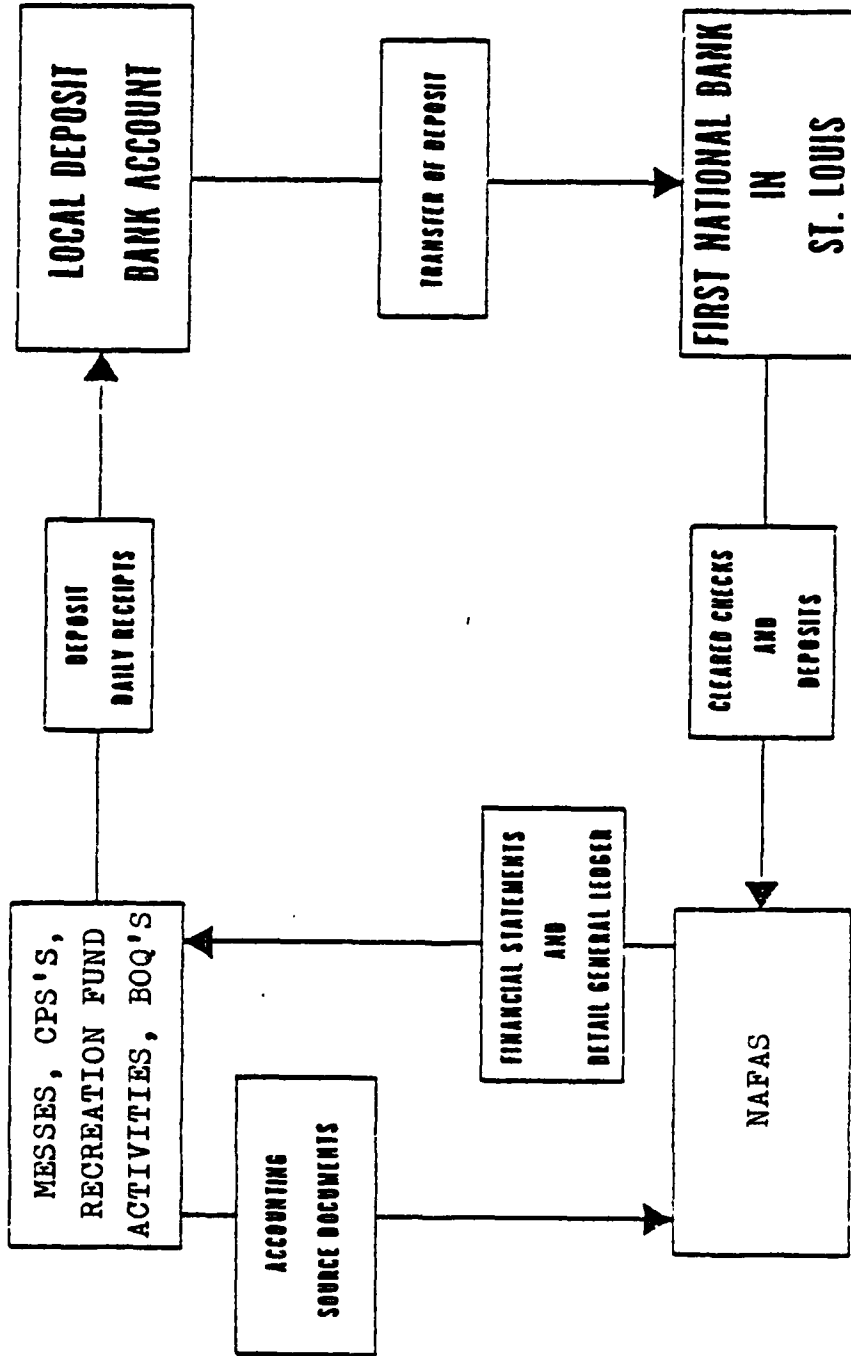 MESSES, CPS'S,
RECREATION FUND
ACTIVITIES, BOQ'S
DEPOSIT
DAILY RECEIPTS
LOCAL DEPOSIT
BANK ACCOUNT
ACCOUNTING
SOURCE DOCUMENTS
FINANCIAL STATEMENTS
AND
DETAIL GENERAL LEDGER
TRANSFER OF DEPOSIT
NAFAS
CLEARED CHECKS
AND
DEPOSITS
FIRST NATIONAL BANK
IN
ST. LOUIS